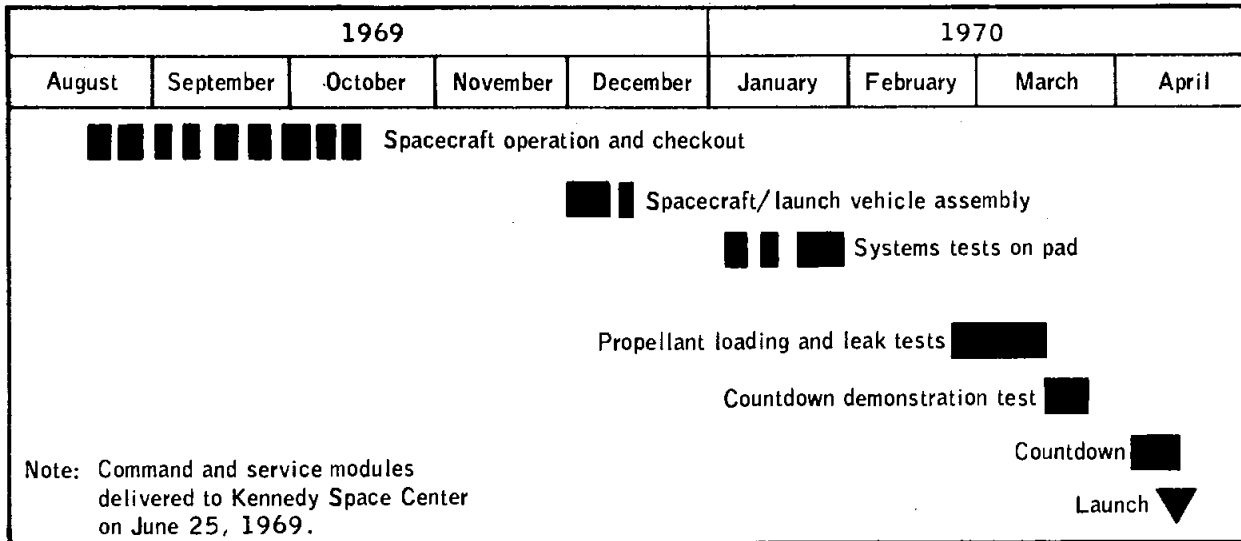 1969 1970
August September October November December January February March April
Spacecraft operation and checkout
Spacecraft/launch vehicle assembly
Systems tests on pad
Propellant loading and leak tests
Countdown demonstration test
Countdown
Note: Command and service modules
delivered to Kennedy Space Center
on June 25, 1969.
Launch